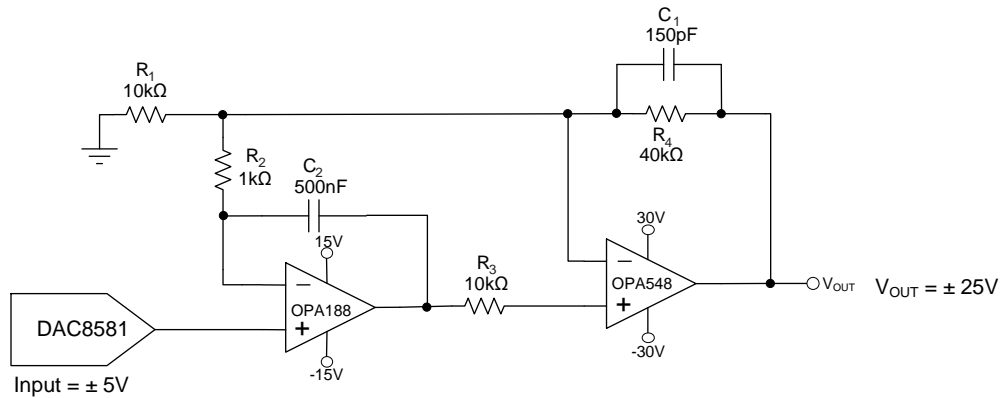 C1
150pF
R1
10kΩ
R4
40kΩ
R2
1kΩ
C2
500nF
15V
30V
R3
10kΩ
−
OPA188
+
−
OPA548
+
VOUT
VOUT = ± 25V
DAC8581
-15V
-30V
Input = ± 5V